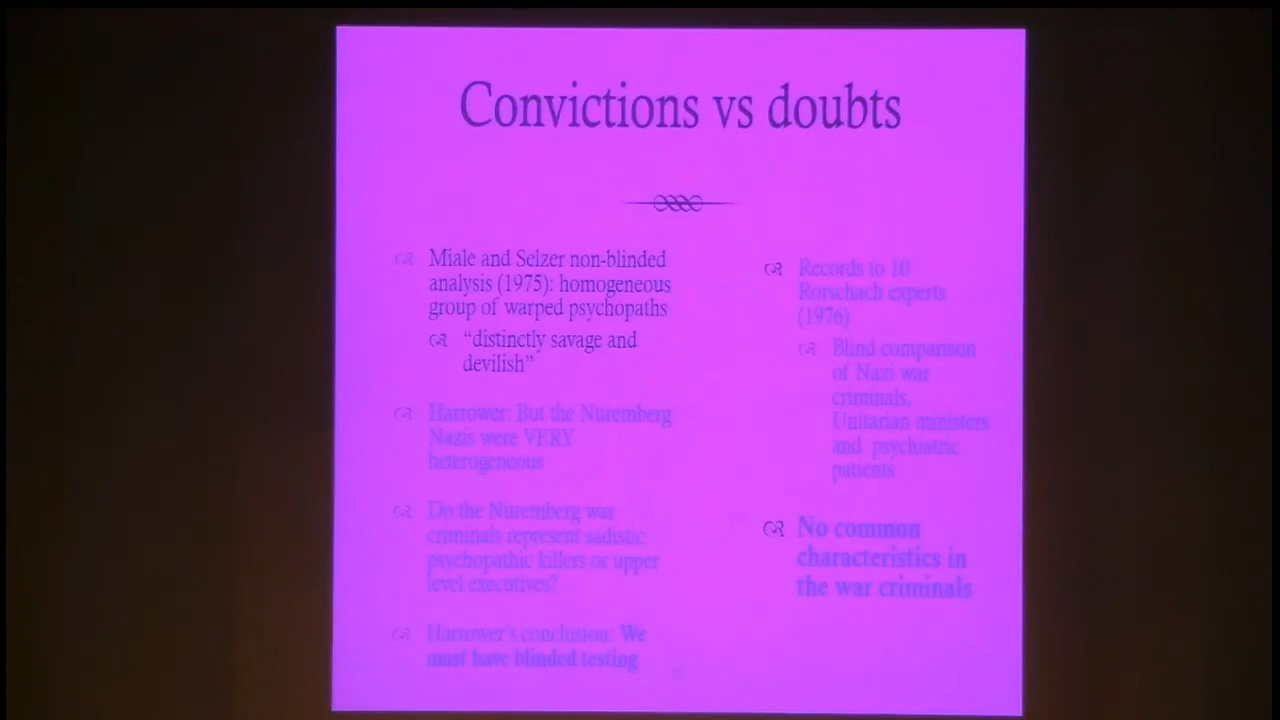 Convictions vs doubts
Miale and Selzer non-blinded
analysis (1975): homogeneous
group of warped psychopaths
"distinctly savage and
devilish"
Harrower: But the Nuremberg
Nazis were VERY
heterogeneous
Do the Nuremberg war
criminals represent sadistic
psychopathic killers or upper
level executives?
Harrower's conclusion: We
must have blinded testing
Records to 10
Rorschach experts
(1976)
Blind comparison
of Nazi war
criminals,
Unitarian ministers
and psychiatric
patients
No common
characteristics in
the war criminals